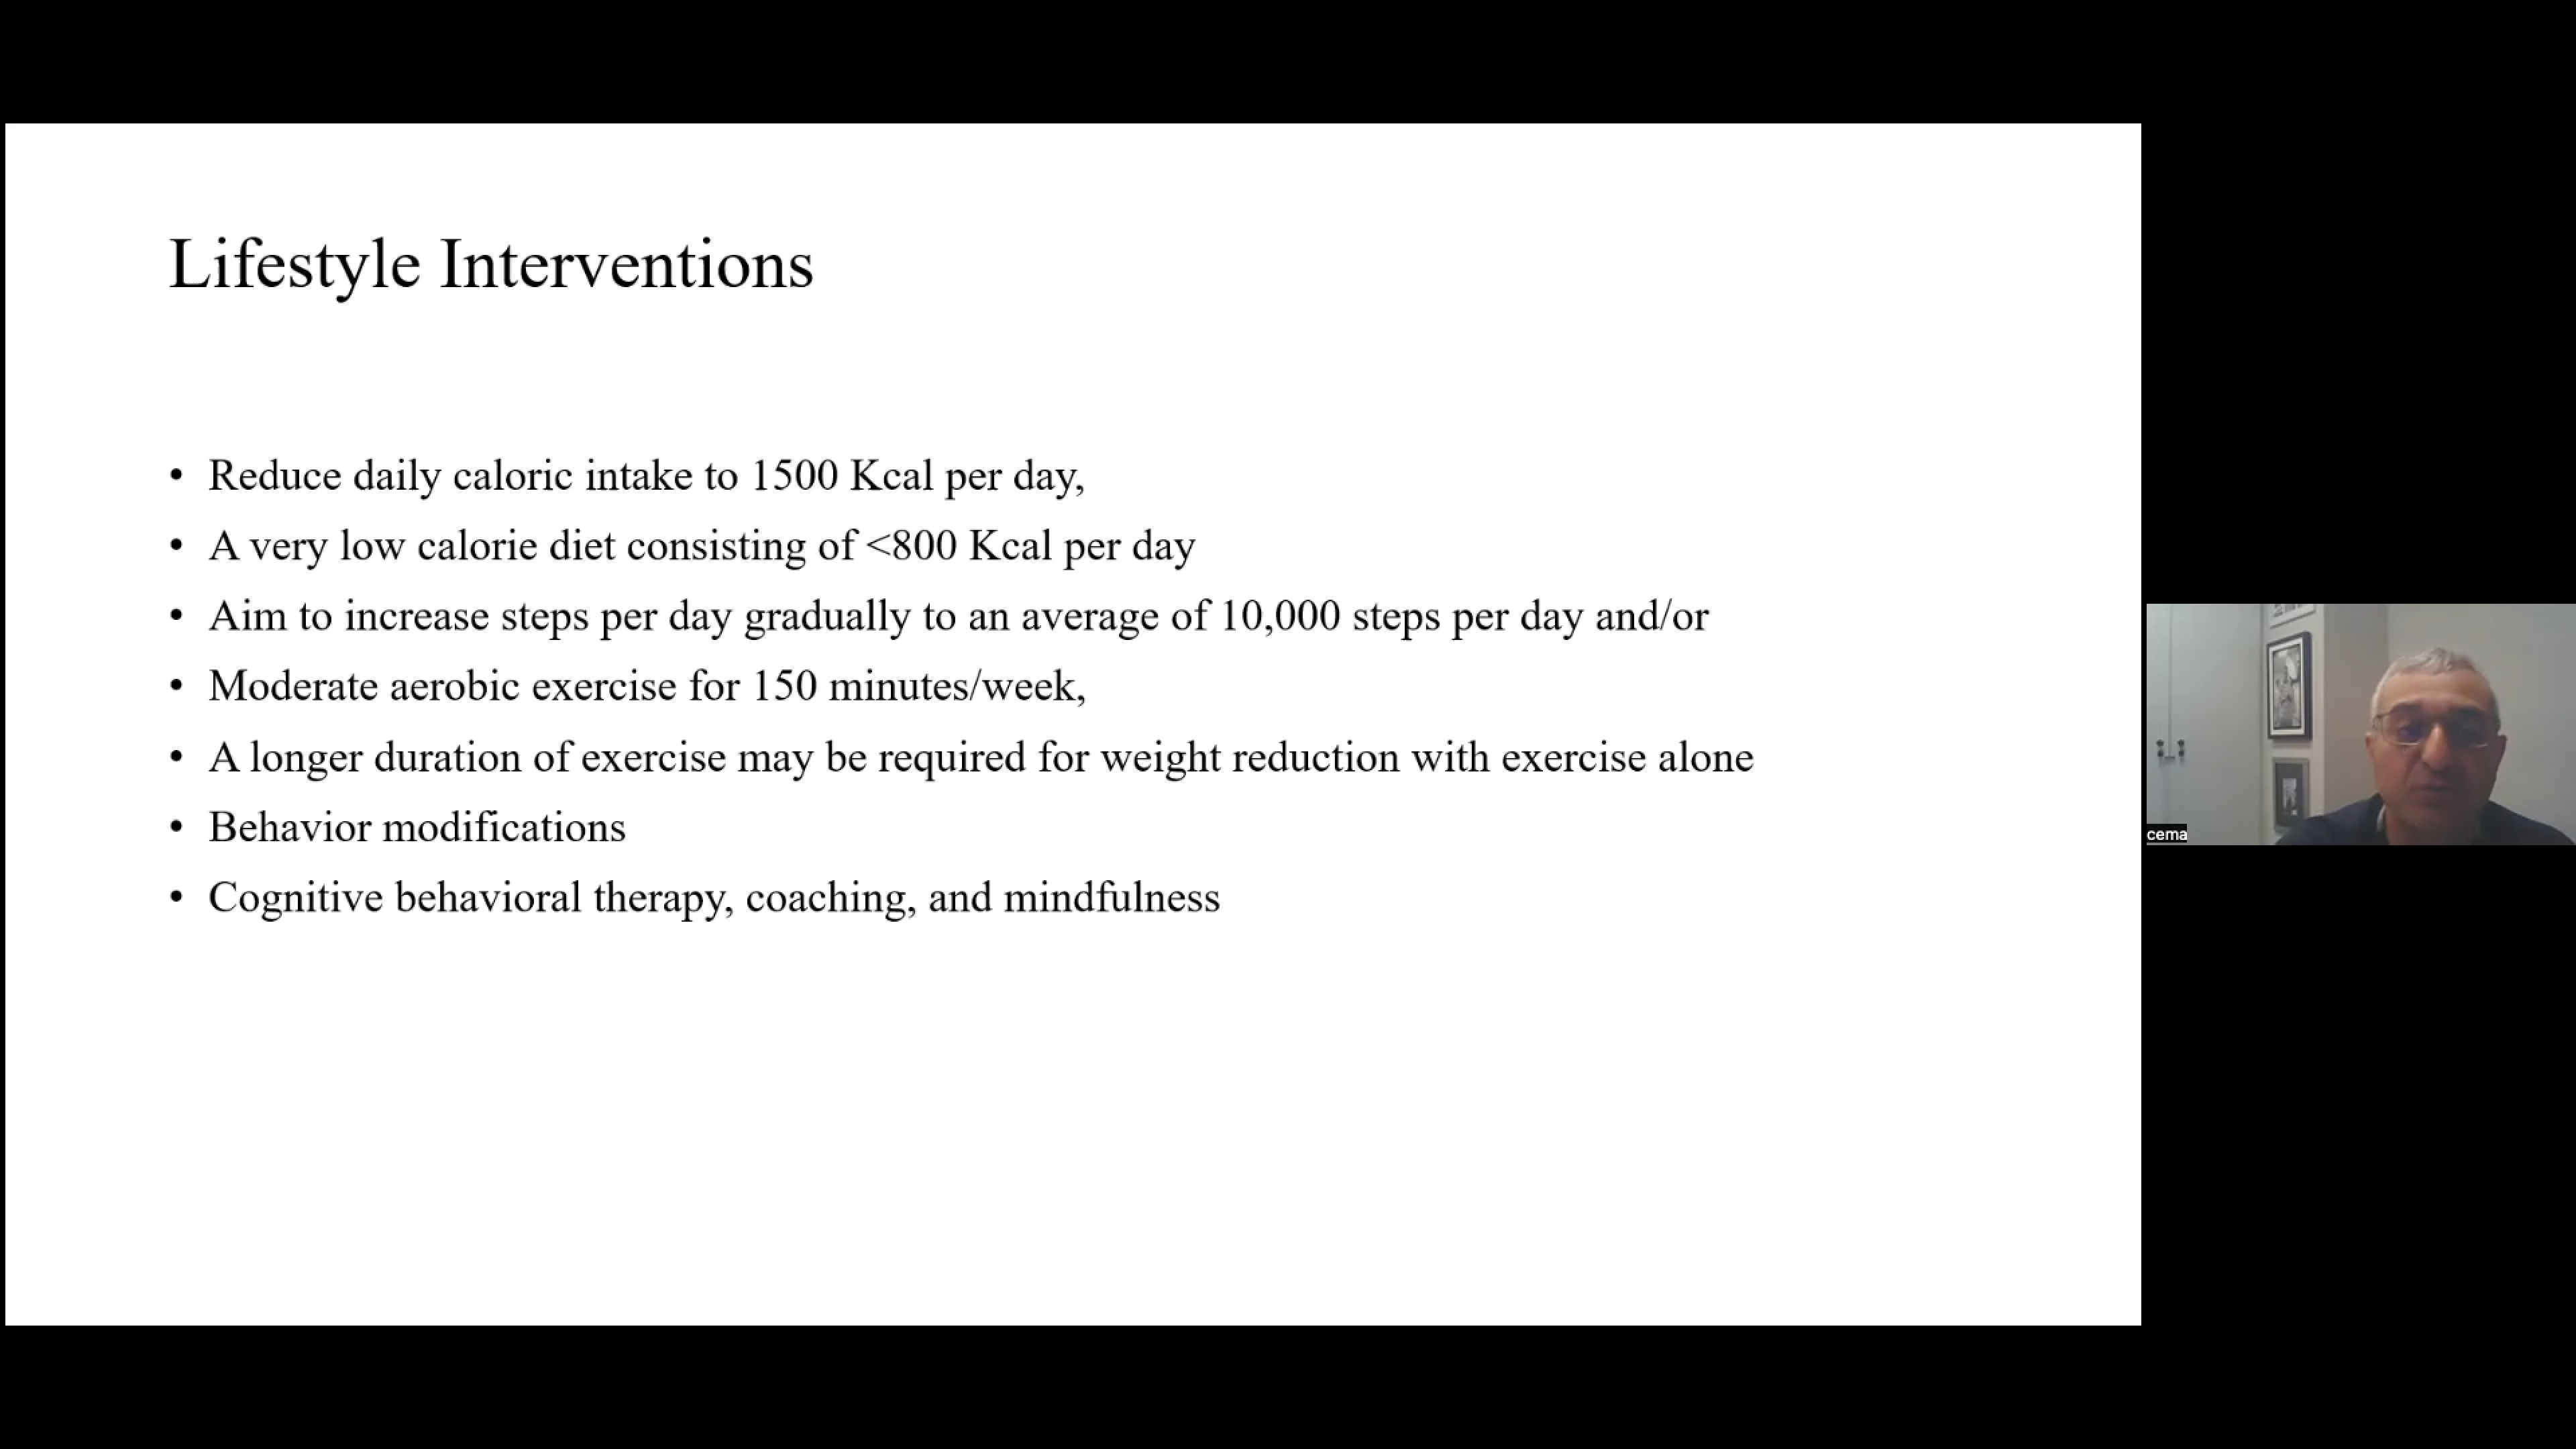 Lifestyle Interventions
• Reduce daily caloric intake to 1500 Kcal per day,
• A very low calorie diet consisting of <800 Kcal per day
• Aim to increase steps per day gradually to an average of 10,000 steps per day and/or
• Moderate aerobic exercise for 150 minutes/week,
• A longer duration of exercise may be required for weight reduction with exercise alone
• Behavior modifications
• Cognitive behavioral therapy, coaching, and mindfulness
cema